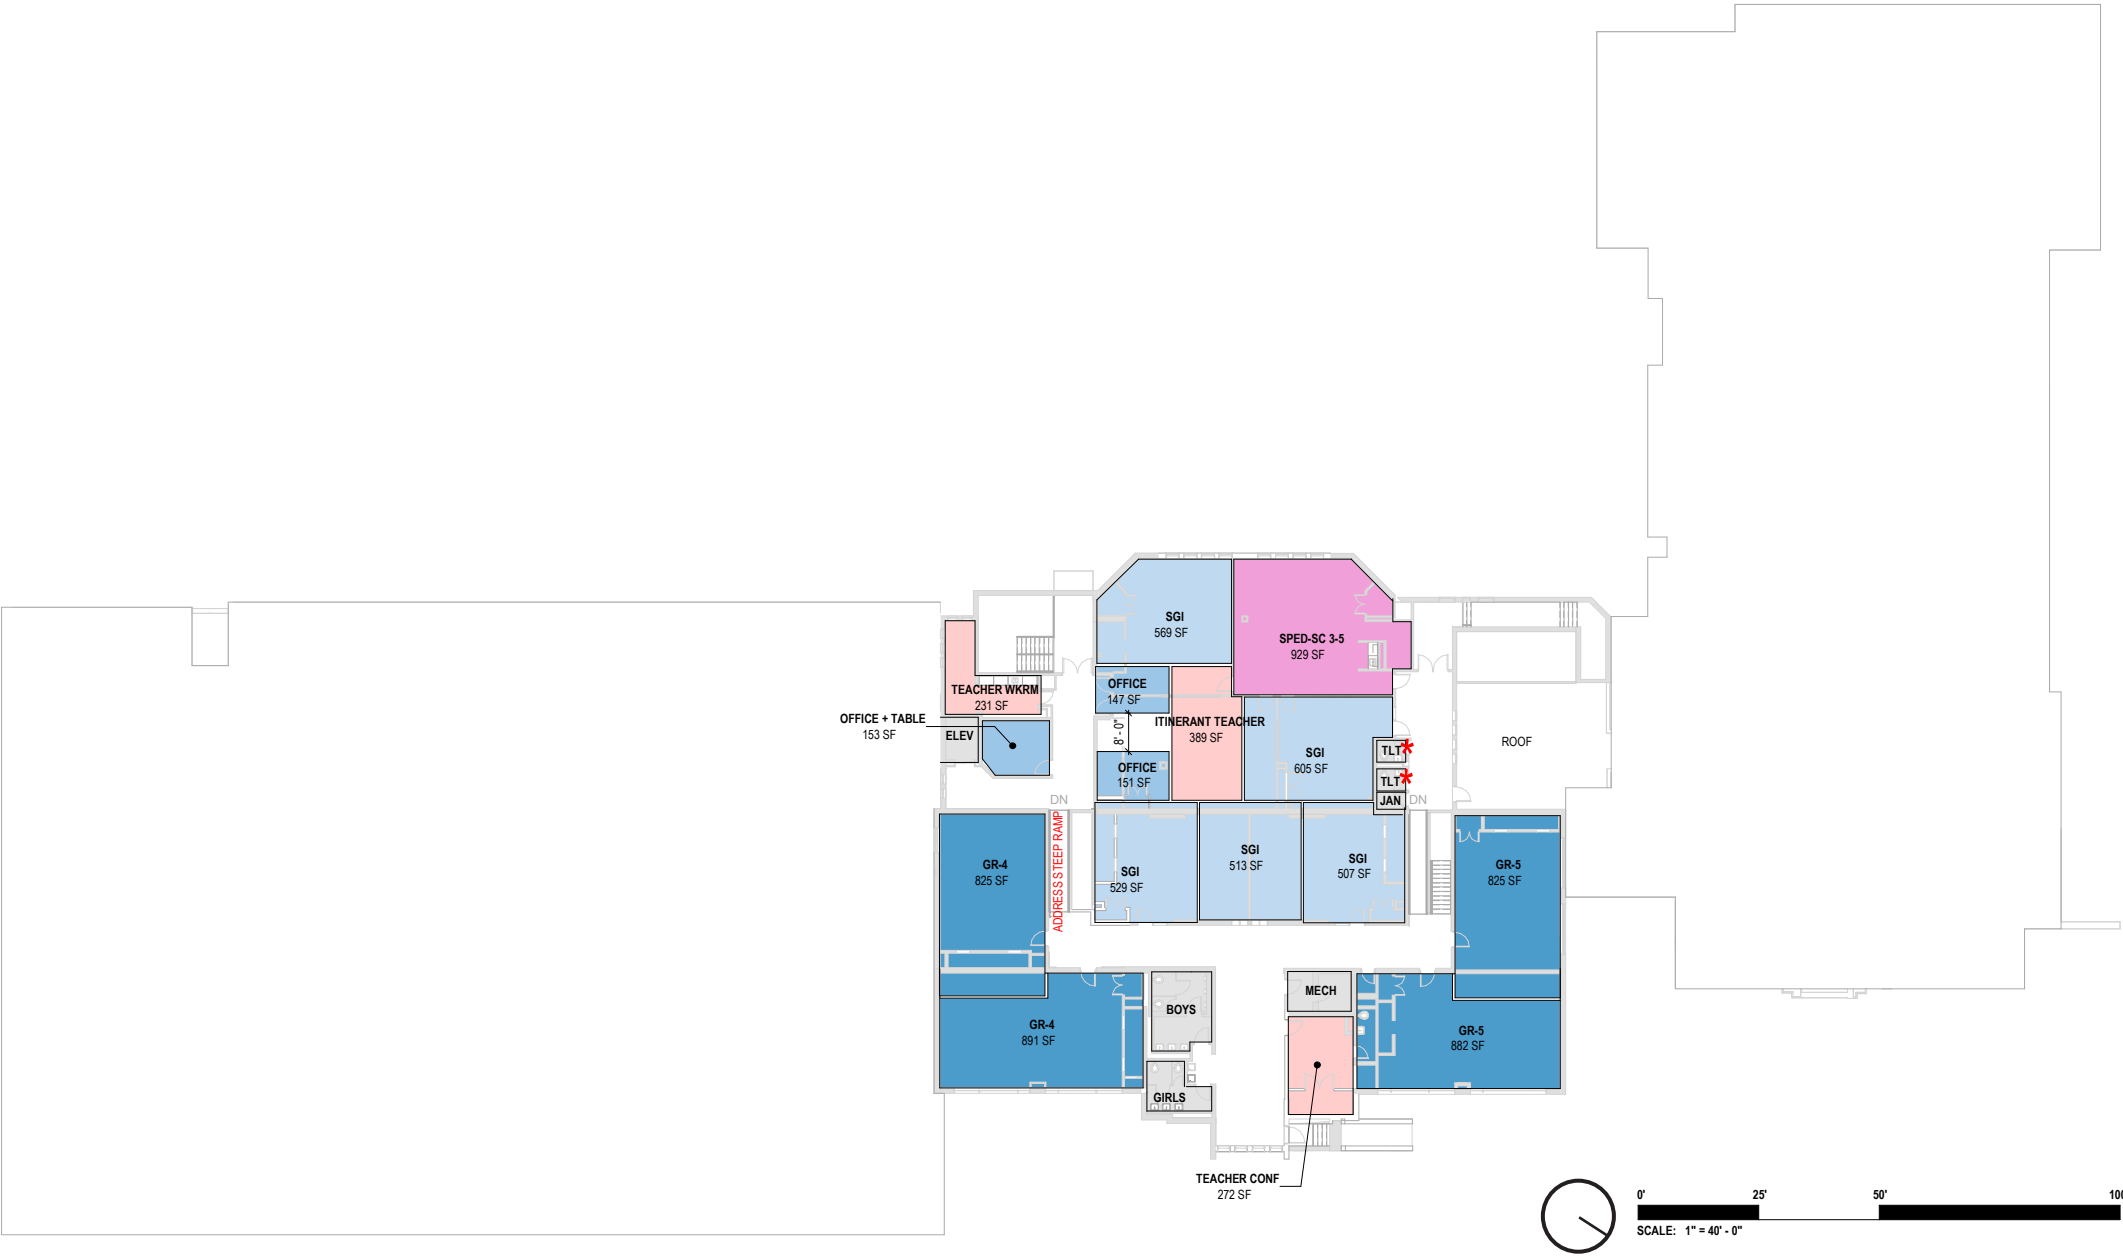 SGI
569 SF
SPED-SC 3-5
929 SF
OFFICE
147 SF
TEACHER WKRM
231 SF
OFFICE + TABLE
153 SF
ELEV
8' - 0"
ITINERANT TEACHER
389 SF
SGI
605 SF
TLT*
TLT*
JAN
ROOF
OFFICE
151 SF
DN
DN
ADDRESS STEEP RAMP
GR-4
825 SF
SGI
529 SF
SGI
513 SF
SGI
507 SF
GR-5
825 SF
GR-4
891 SF
BOYS
GIRLS
MECH
GR-5
882 SF
TEACHER CONF
272 SF
0' 25' 50' 100
SCALE: 1" = 40' - 0"